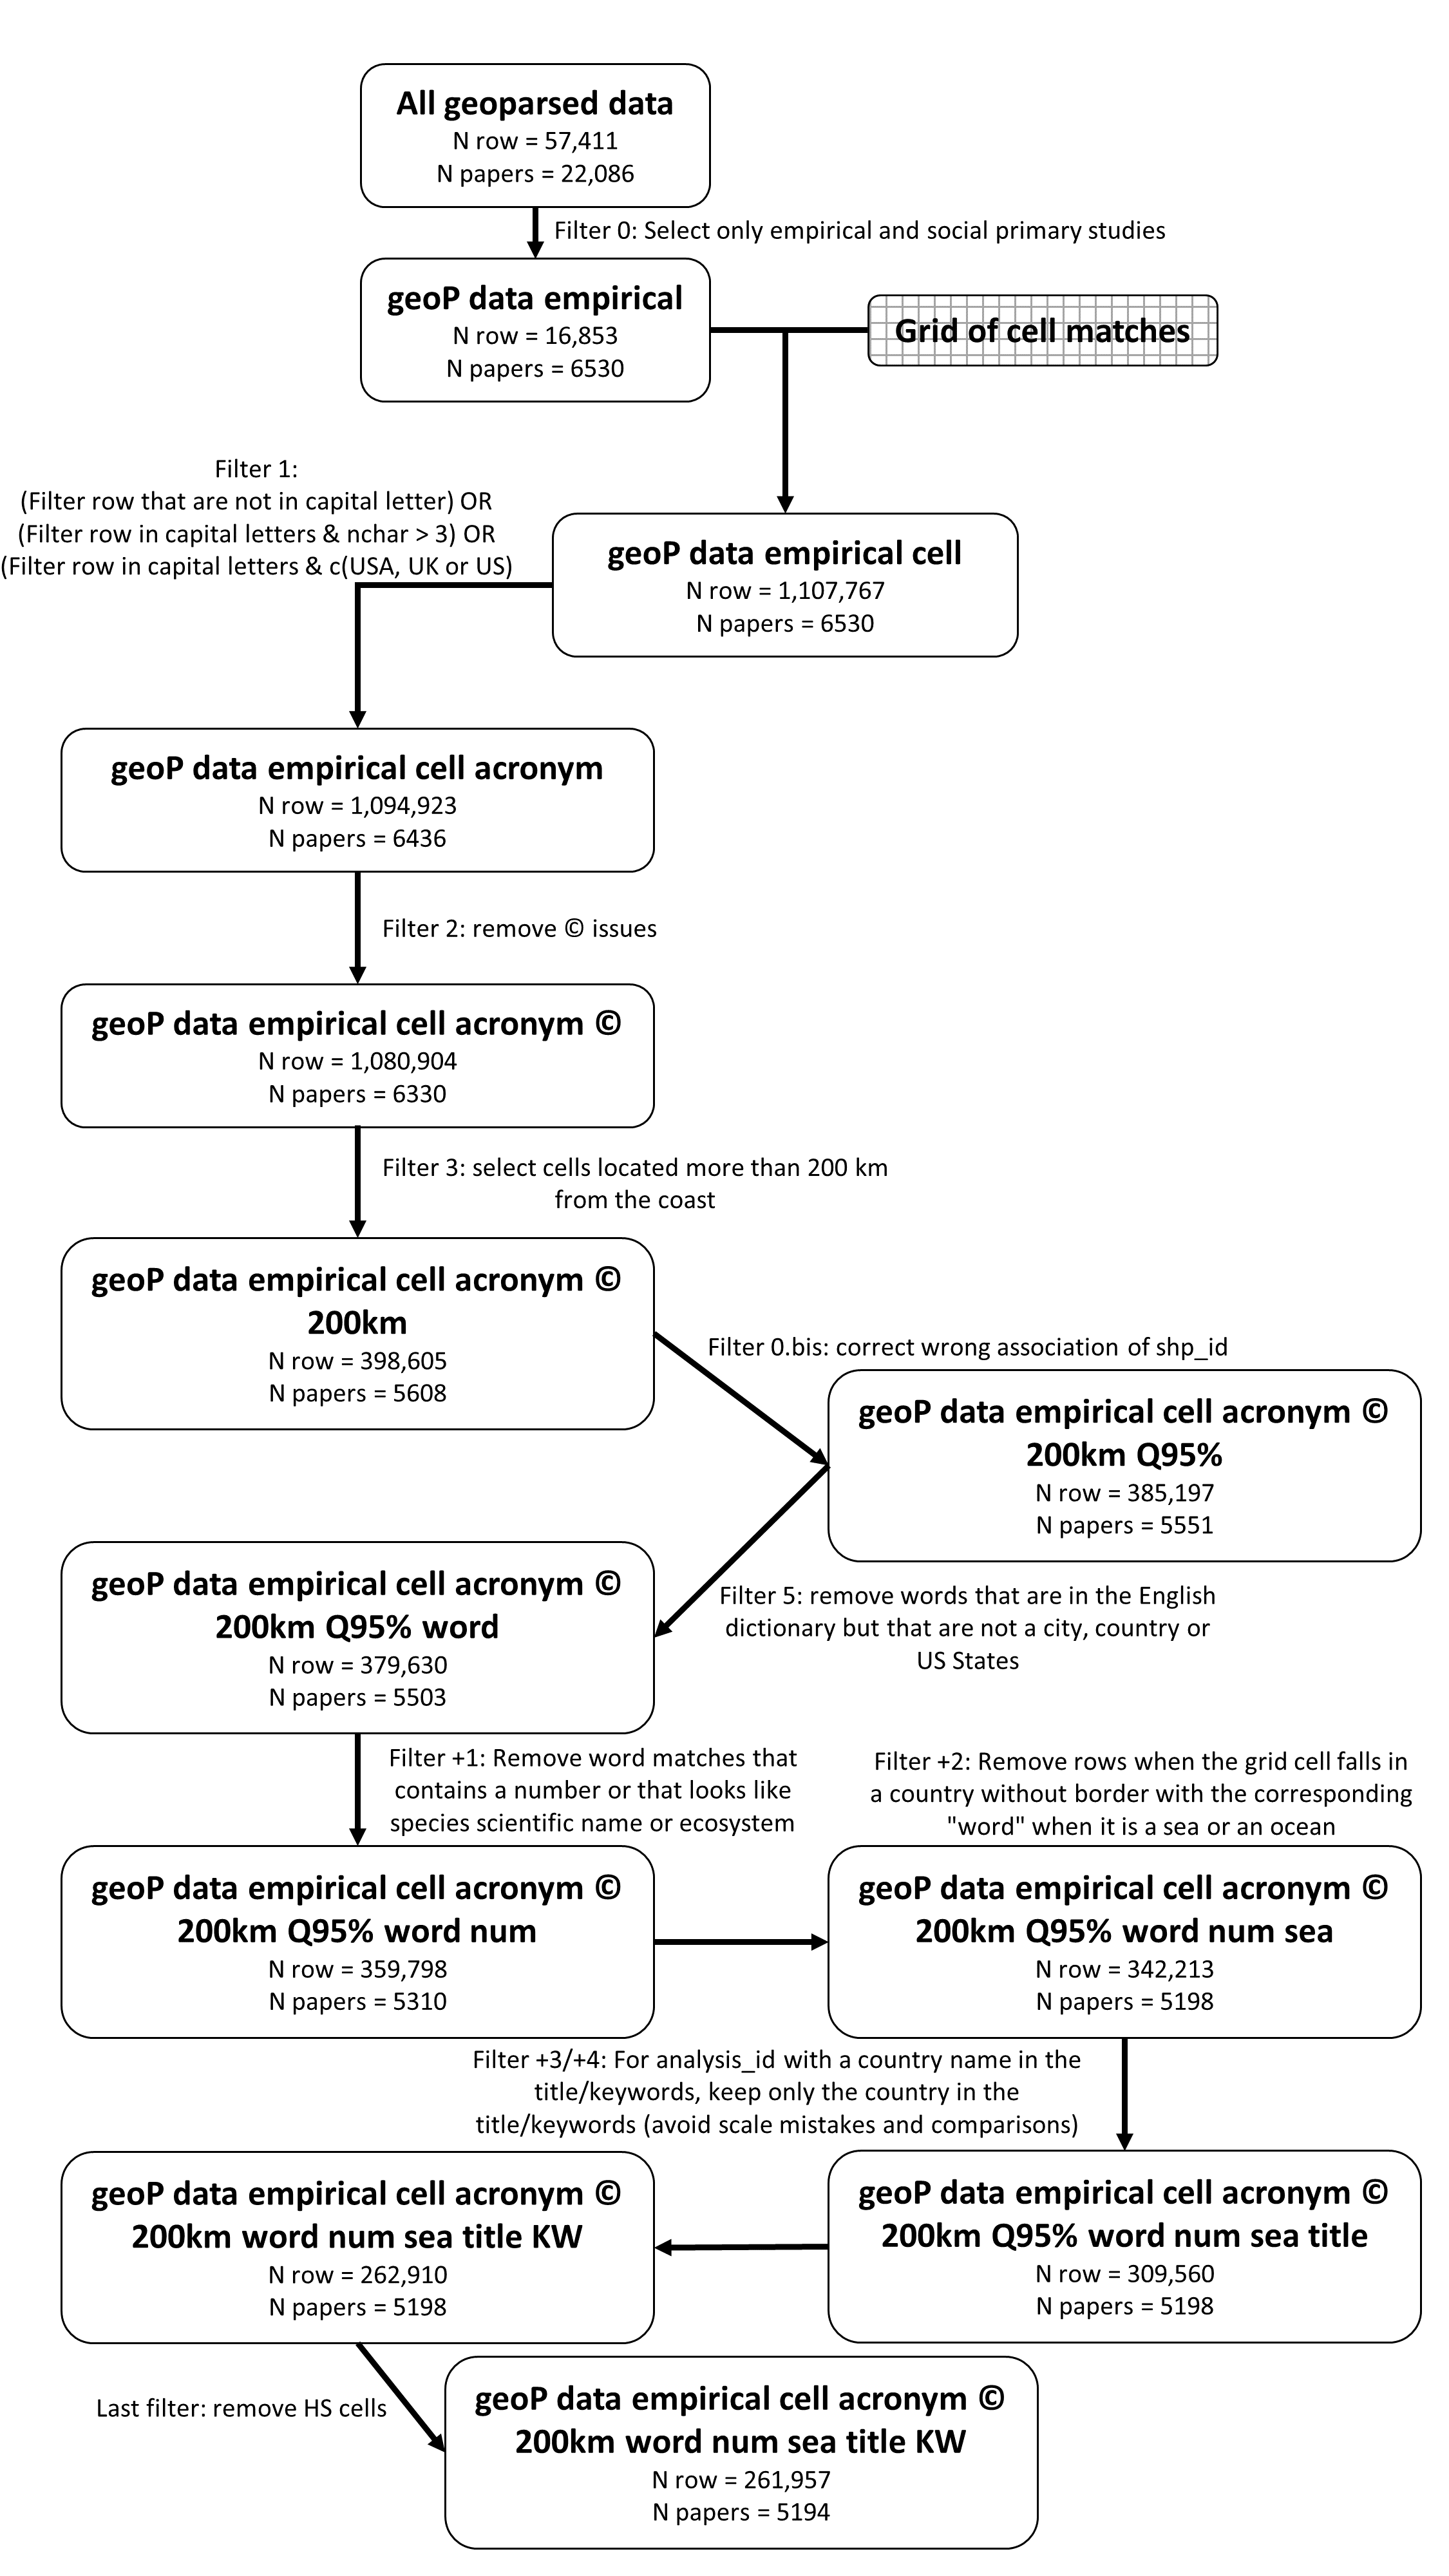 All geoparsed data
N row = 57,411
N papers = 22,086
Filter 0: Select only empirical and social primary studies
geoP data empirical
N row = 16,853
N papers = 6530
Grid of cell matches
Filter 1:
(Filter row that are not in capital letter) OR
(Filter row in capital letters & nchar > 3) OR
(Filter row in capital letters & c(USA, UK or US)
geoP data empirical cell
N row = 1,107,767
N papers = 6530
geoP data empirical cell acronym
N row = 1,094,923
N papers = 6436
Filter 2: remove © issues
geoP data empirical cell acronym ©
N row = 1,080,904
N papers = 6330
Filter 3: select cells located more than 200 km
from the coast
geoP data empirical cell acronym ©
200km
N row = 398,605
N papers = 5608
Filter 0.bis: correct wrong association of shp_id
geoP data empirical cell acronym ©
200km Q95%
N row = 385,197
N papers = 5551
Filter 5: remove words that are in the English
dictionary but that are not a city, country or
US States
geoP data empirical cell acronym ©
200km Q95% word
N row = 379,630
N papers = 5503
Filter +1: Remove word matches that
contains a number or that looks like
species scientific name or ecosystem
geoP data empirical cell acronym ©
200km Q95% word num
N row = 359,798
N papers = 5310
Filter +2: Remove rows when the grid cell falls in
a country without border with the corresponding
"word" when it is a sea or an ocean
geoP data empirical cell acronym ©
200km Q95% word num sea
N row = 342,213
N papers = 5198
Filter +3/+4: For analysis_id with a country name in the
title/keywords, keep only the country in the
title/keywords (avoid scale mistakes and comparisons)
geoP data empirical cell acronym ©
200km Q95% word num sea title
N row = 309,560
N papers = 5198
geoP data empirical cell acronym ©
200km word num sea title KW
N row = 262,910
N papers = 5198
Last filter: remove HS cells
geoP data empirical cell acronym ©
200km word num sea title KW
N row = 261,957
N papers = 5194